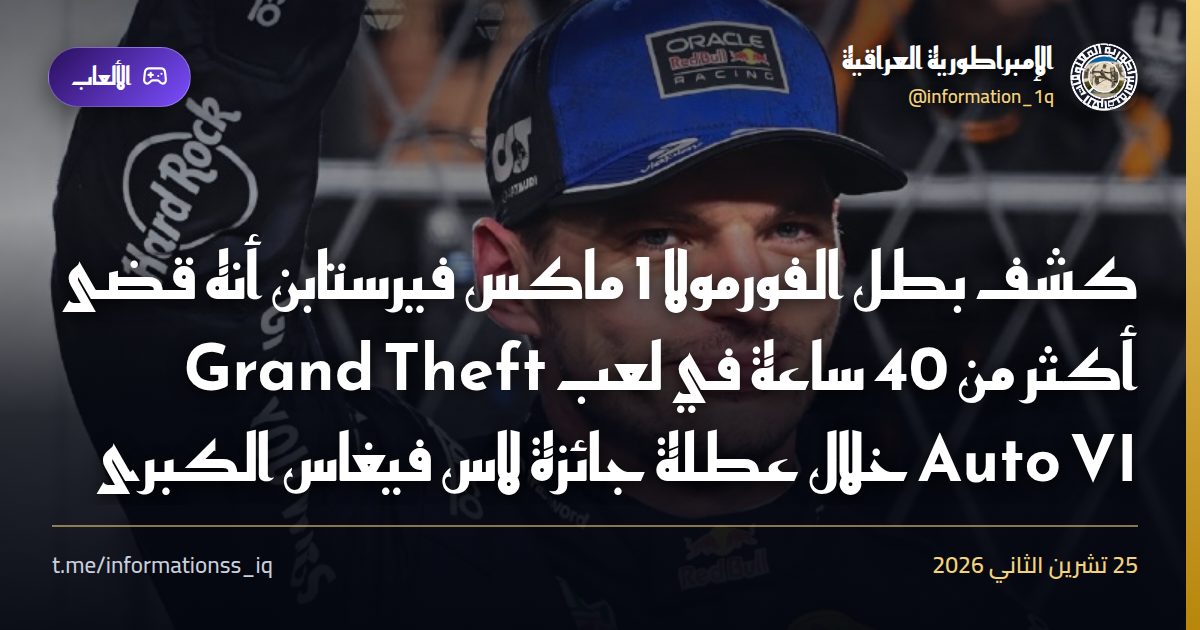 الإمبراطورية العراقية
@information_1q
الألعاب
ORACLE
Red Bull
RACING
Hard Rock
كشف بطل الفورمولا 1 ماكس فيرستابن أنه قضى
أكثر من 40 ساعة في لعب Grand Theft
Auto VI خلال عطلة جائزة لاس فيغاس الكبرى
Red Bull
25 تشرين الثاني 2026
t.me/informationss_iq